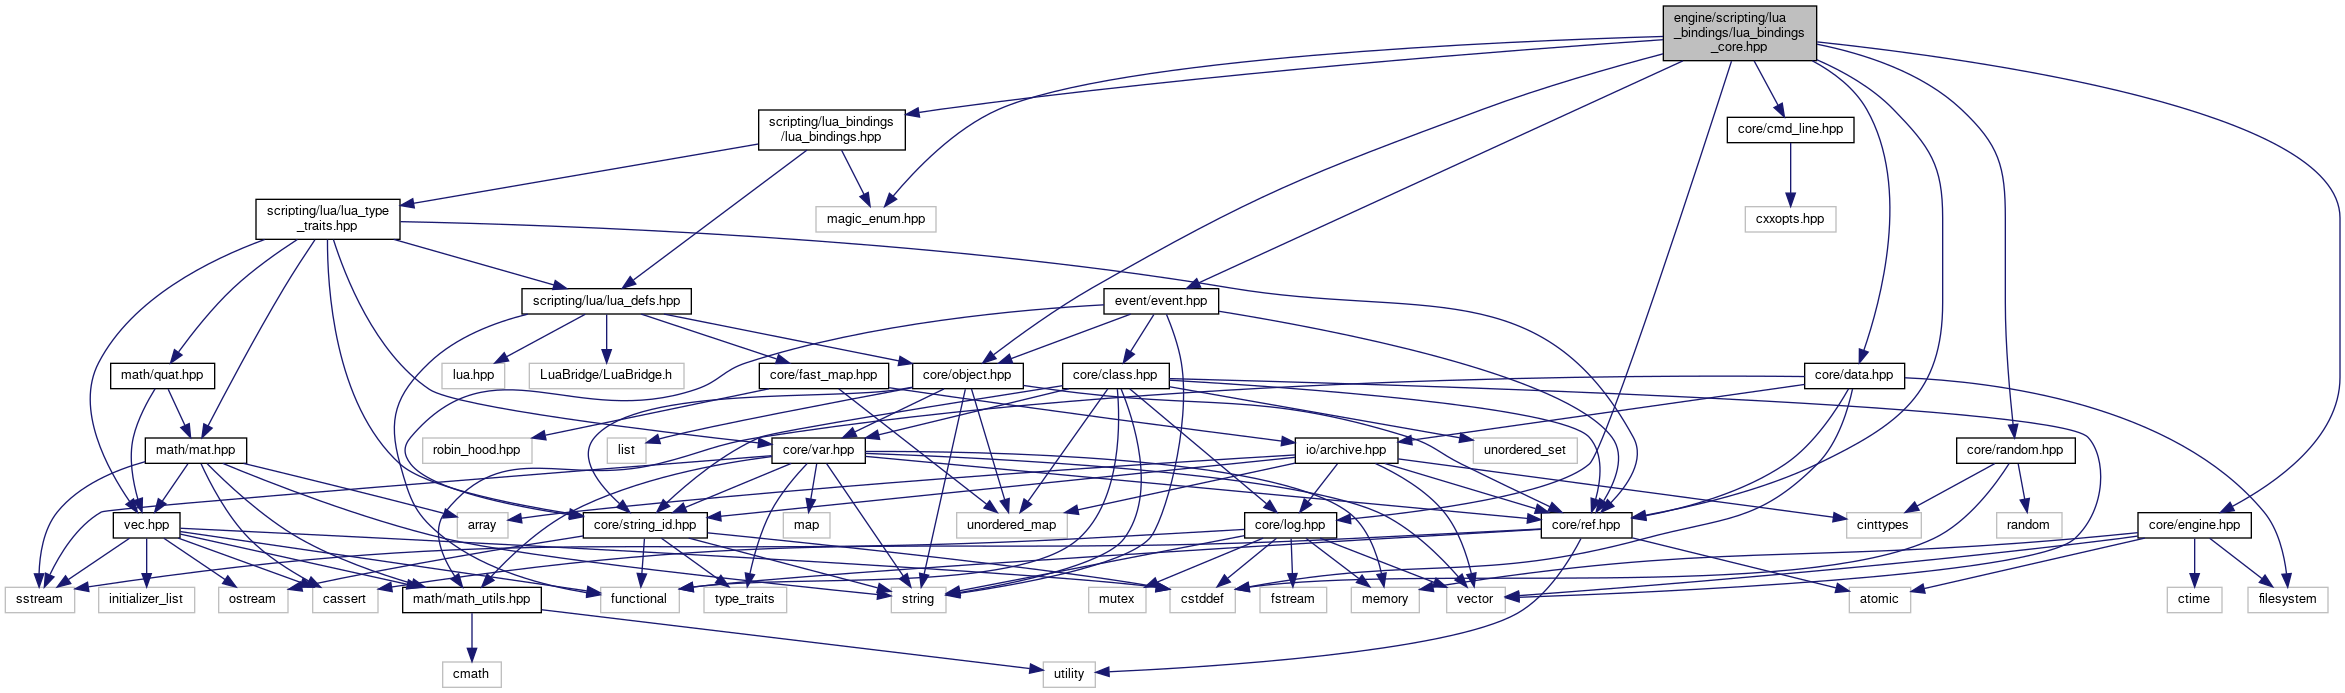 engine/scripting/lua
_bindings/lua_bindings
_core.hpp
scripting/lua_bindings
/lua_bindings.hpp
core/cmd_line.hpp
scripting/lua/lua_type
_traits.hpp
magic_enum.hpp
cxxopts.hpp
scripting/lua/lua_defs.hpp
event/event.hpp
math/quat.hpp
lua.hpp
LuaBridge/LuaBridge.h
core/fast_map.hpp
core/object.hpp
core/class.hpp
core/data.hpp
math/mat.hpp
robin_hood.hpp
list
core/var.hpp
io/archive.hpp
unordered_set
core/random.hpp
vec.hpp
array
core/string_id.hpp
map
unordered_map
core/log.hpp
core/ref.hpp
cinttypes
random
core/engine.hpp
sstream
initializer_list
ostream
cassert
math/math_utils.hpp
functional
type_traits
string
mutex
cstddef
fstream
memory
vector
atomic
ctime
filesystem
cmath
utility